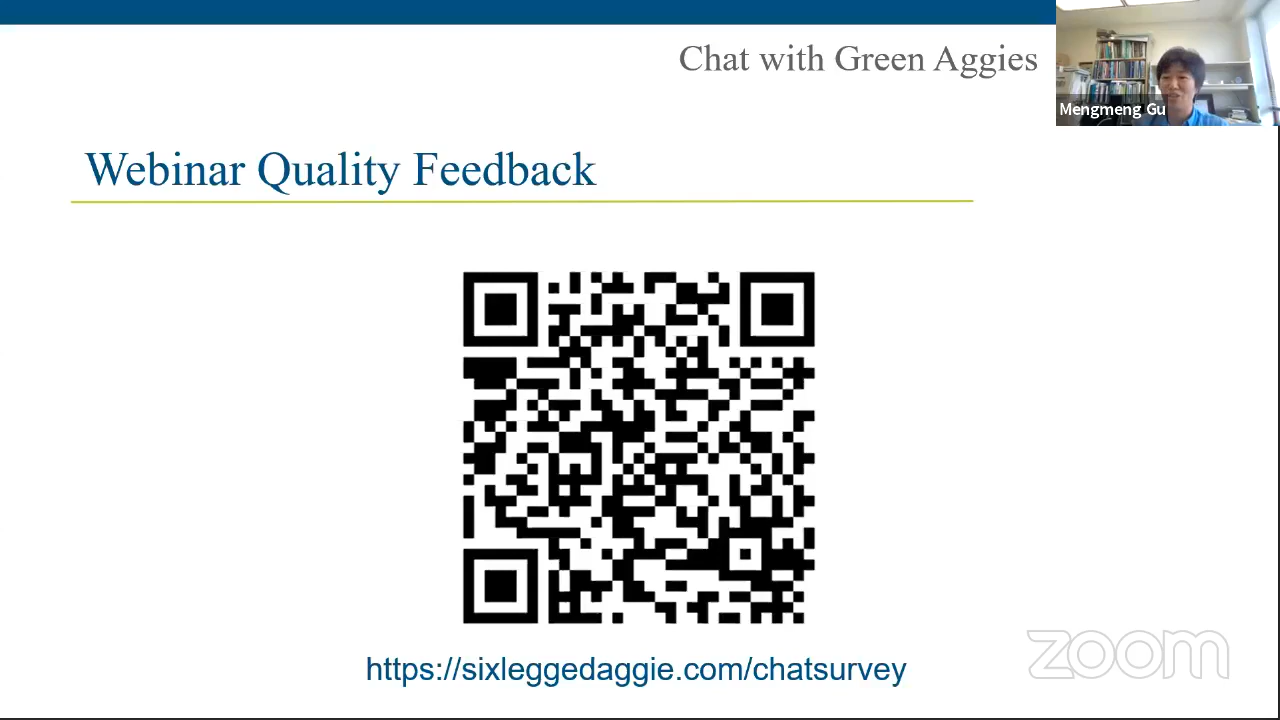 Chat with Green Aggies
Mengmeng Gu
Webinar Quality Feedback
https://sixleggedaggie.com/chatsurvey
zoom